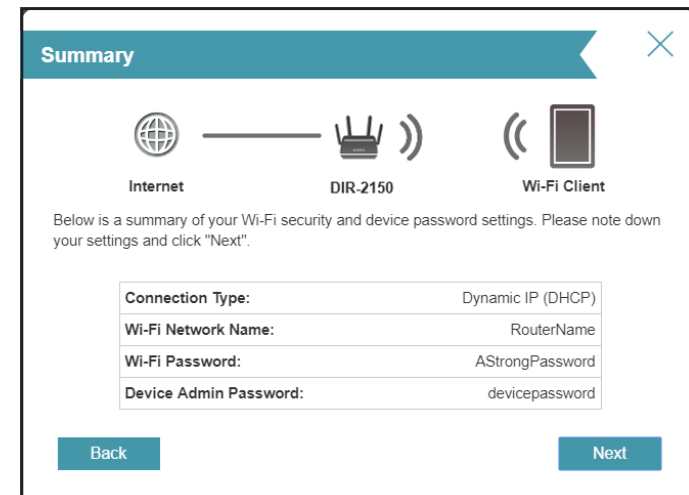 Summary
Internet
DIR-2150
Wi-Fi Client
Below is a summary of your Wi-Fi security and device password settings. Please note down
your settings and click "Next".
Connection Type: Dynamic IP (DHCP)
Wi-Fi Network Name: RouterName
Wi-Fi Password: AStrongPassword
Device Admin Password: devicepassword
Back
Next